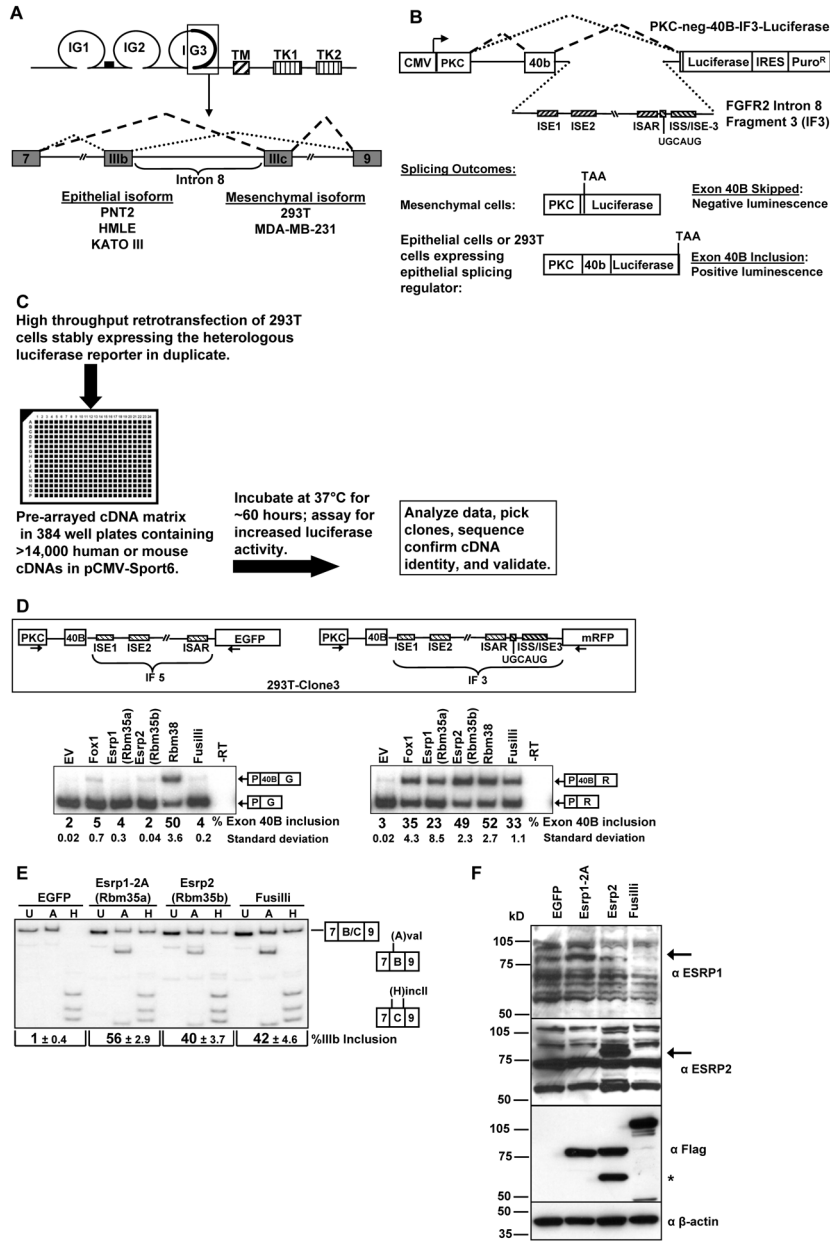 A
IG1
IG2
IG3
TM
TK1
TK2
7
IIIb
IIIc
9
Intron 8
Epithelial isoform
PNT2
HMLE
KATO III
Mesenchymal isoform
293T
MDA-MB-231
B
PKC-neg-40B-IF3-Luciferase
CMV
PKC
40b
Luciferase
IRES
PuroR
ISE1
ISE2
ISAR
ISS/ISE-3
UGCAUG
FGFR2 Intron 8
Fragment 3 (IF3)
Splicing Outcomes:
TAA
Mesenchymal cells:
PKC
Luciferase
Exon 40B Skipped:
Negative luminescence
Epithelial cells or 293T
cells expressing
epithelial splicing
regulator:
TAA
PKC
40b
Luciferase
Exon 40B Inclusion:
Positive luminescence
C
High throughput retrotransfection of 293T
cells stably expressing the heterologous
luciferase reporter in duplicate.
Pre-arrayed cDNA matrix
in 384 well plates containing
>14,000 human or mouse
cDNAs in pCMV-Sport6.
Incubate at 37°C for
~60 hours; assay for
increased luciferase
activity.
Analyze data, pick
clones, sequence
confirm cDNA
identity, and validate.
D
PKC
40B
ISE1
ISE2
ISAR
EGFP
IF 5
PKC
40B
ISE1
ISE2
ISAR
ISS/ISE3
UGCAUG
mRFP
IF 3
293T-Clone3
EV
Fox1
Esrp1
(Rbm35a)
Esrp2
(Rbm35b)
Rbm38
Fusilli
-RT
P 40B G
P G
2 5 4 2 50 4 % Exon 40B inclusion
0.02 0.7 0.3 0.04 3.6 0.2 Standard deviation
EV
Fox1
Esrp1
(Rbm35a)
Esrp2
(Rbm35b)
Rbm38
Fusilli
-RT
P 40B R
P R
3 35 23 49 52 33 % Exon 40B inclusion
0.02 4.3 8.5 2.3 2.7 1.1 Standard deviation
E
EGFP
Esrp1-2A
(Rbm35a)
Esrp2
(Rbm35b)
Fusilli
U A H U A H U A H U A H
7 B/C 9
(A)val
7 B 9
(H)incII
7 C 9
1 ± 0.4 56 ± 2.9 40 ± 3.7 42 ± 4.6 %IIIb Inclusion
F
EGFP
Esrp1-2A
Esrp2
Fusilli
kD
105
75
50
α ESRP1
105
75
50
α ESRP2
105
75
50
α Flag
*
50
35
α β-actin